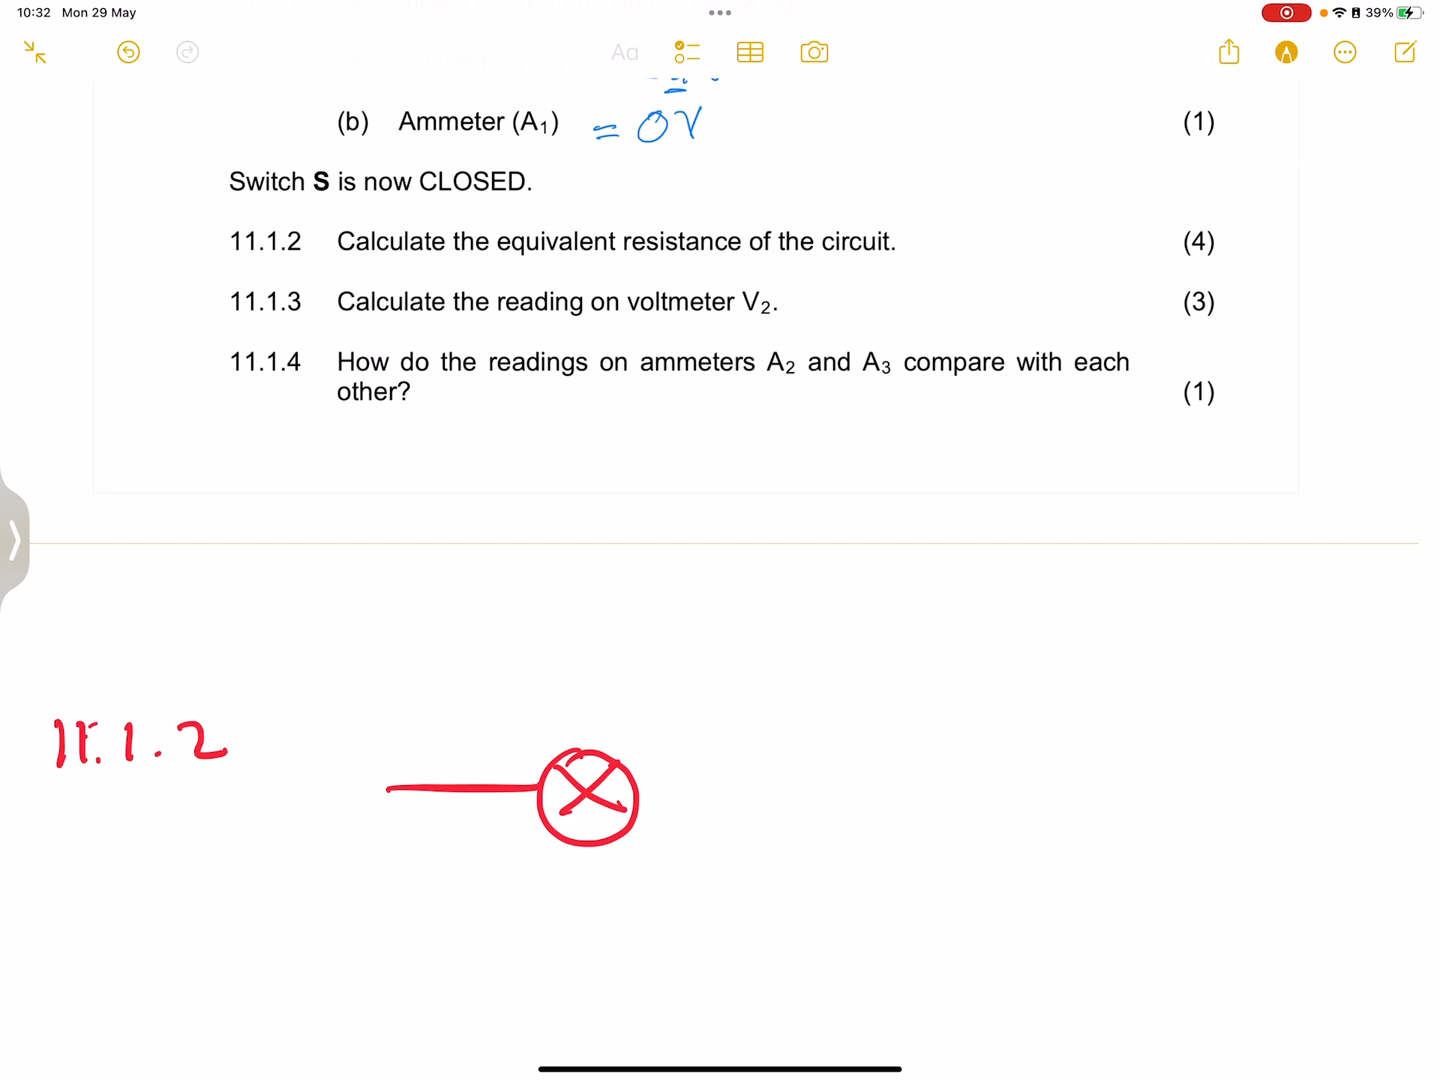 10:32 Mon 29 May 39%
Aa
(b) Ammeter (A₁) = 0V (1)
Switch S is now CLOSED.
11.1.2 Calculate the equivalent resistance of the circuit. (4)
11.1.3 Calculate the reading on voltmeter V₂. (3)
11.1.4 How do the readings on ammeters A₂ and A₃ compare with each
other? (1)
11.1.2